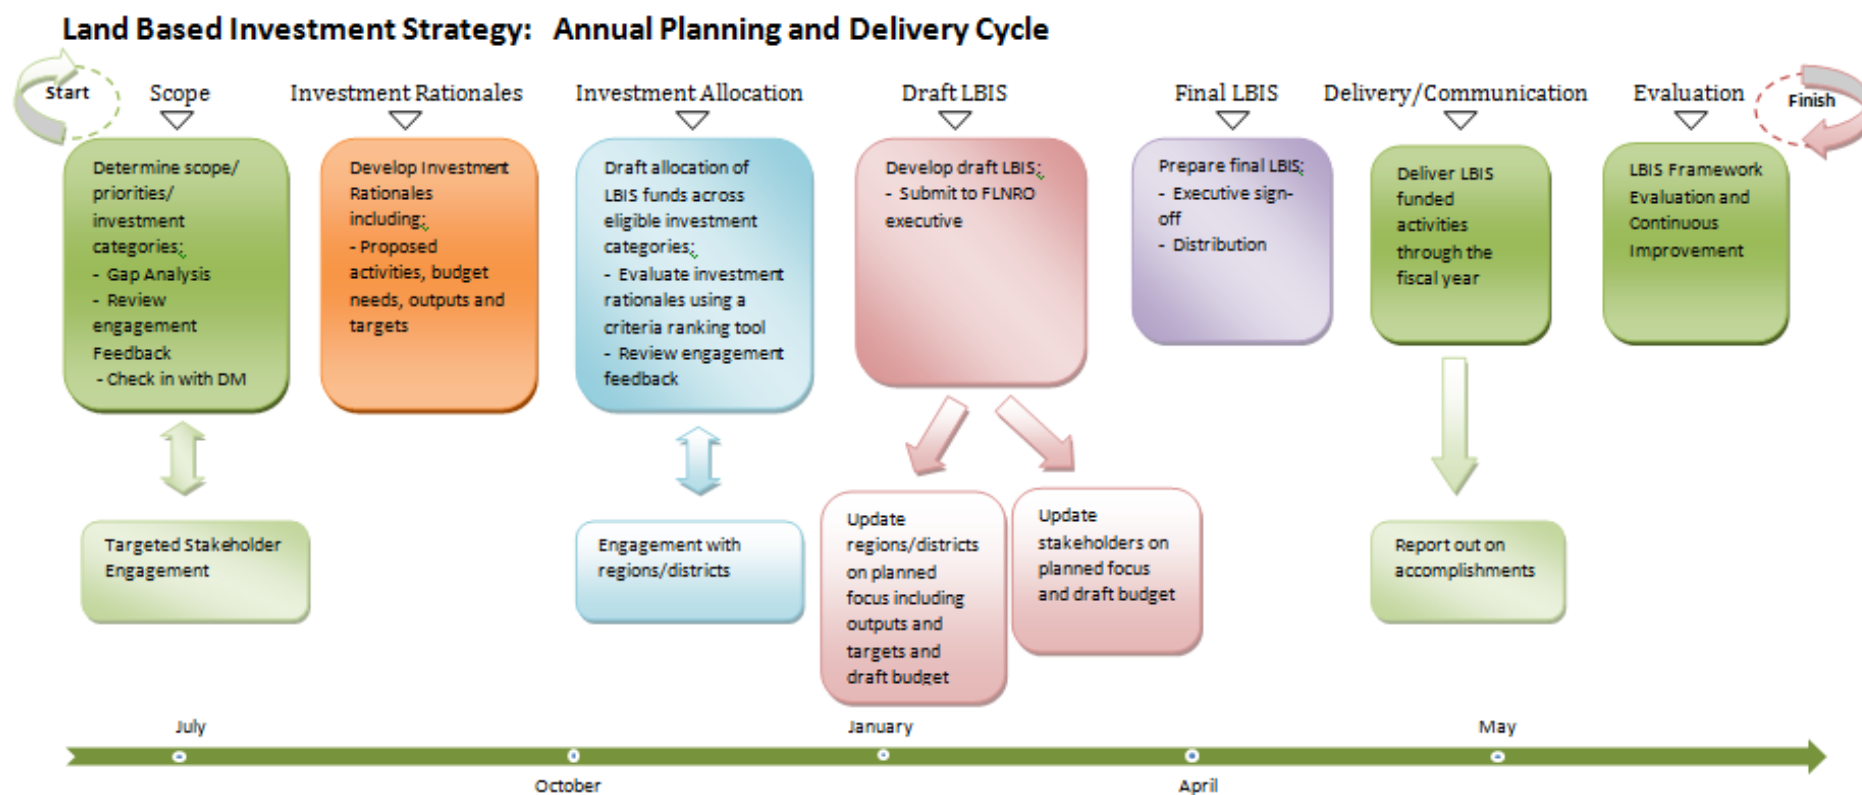 Land Based Investment Strategy:   Annual Planning and Delivery Cycle
Start
Scope
Investment Rationales
Investment Allocation
Draft LBIS
Final LBIS
Delivery/Communication
Evaluation
Finish
Determine scope/
priorities/
investment
categories;
- Gap Analysis
- Review
engagement
Feedback
- Check in with DM
Develop Investment
Rationales
including;
- Proposed
activities, budget
needs, outputs and
targets
Draft allocation of
LBIS funds across
eligible investment
categories;
- Evaluate investment
rationales using a
criteria ranking tool
- Review engagement
feedback
Develop draft LBIS;
- Submit to FLNRO
executive
Prepare final LBIS;
- Executive sign-
off
- Distribution
Deliver LBIS
funded
activities
through the
fiscal year
LBIS Framework
Evaluation and
Continuous
Improvement
Targeted Stakeholder
Engagement
Engagement with
regions/districts
Update
regions/districts
on planned
focus including
outputs and
targets and
draft budget
Update
stakeholders on
planned focus
and draft budget
Report out on
accomplishments
July
October
January
April
May